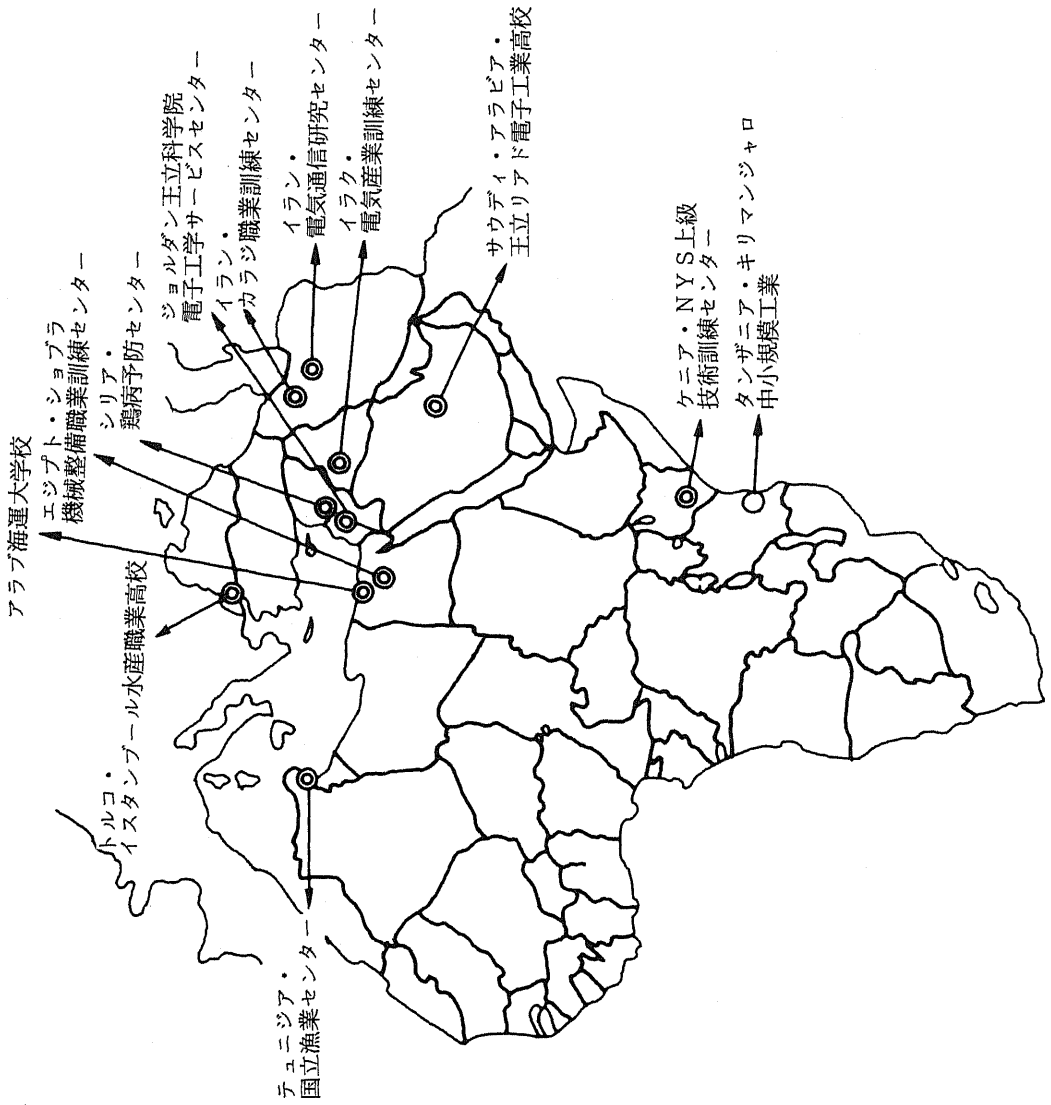 トルコ・
イスタンブール水産職業高校
アラブ海運大学校
エジプト・ショブラ
機械整備職業訓練センター
シリア・
鶏病予防センター
ジョルダン王立科学院
電子工学サービスセンター
イラン・
カラジ職業訓練センター
イラン・
電気通信研究センター
イラク・
電気産業訓練センター
サウディ・アラビア・
王立リアド電子工業高校
ケニア・NYS上級
技術訓練センター
タンザニア・キリマンジャロ
中小規模工業
テュニジア・
国立漁業センター